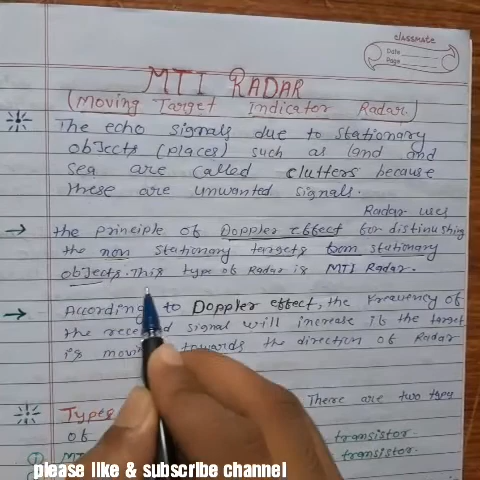 classmate
Date
Page
MTI RADAR
(Moving Target Indicator Radar.)
The echo signals due to stationary
objects (places) such as land and
sea are called clutters because
these are unwanted signals.
Radar uses
→ the principle of Doppler effect for distinushing
the non stationary targets from stationary
objects. This type of Radar is MTI Radar.
→ According to Doppler effect, the frequency of
the signal will increase if the target
is towards the direction of Radar
Types There are two types
of transistor.
① transistor.
please like & subscribe channel